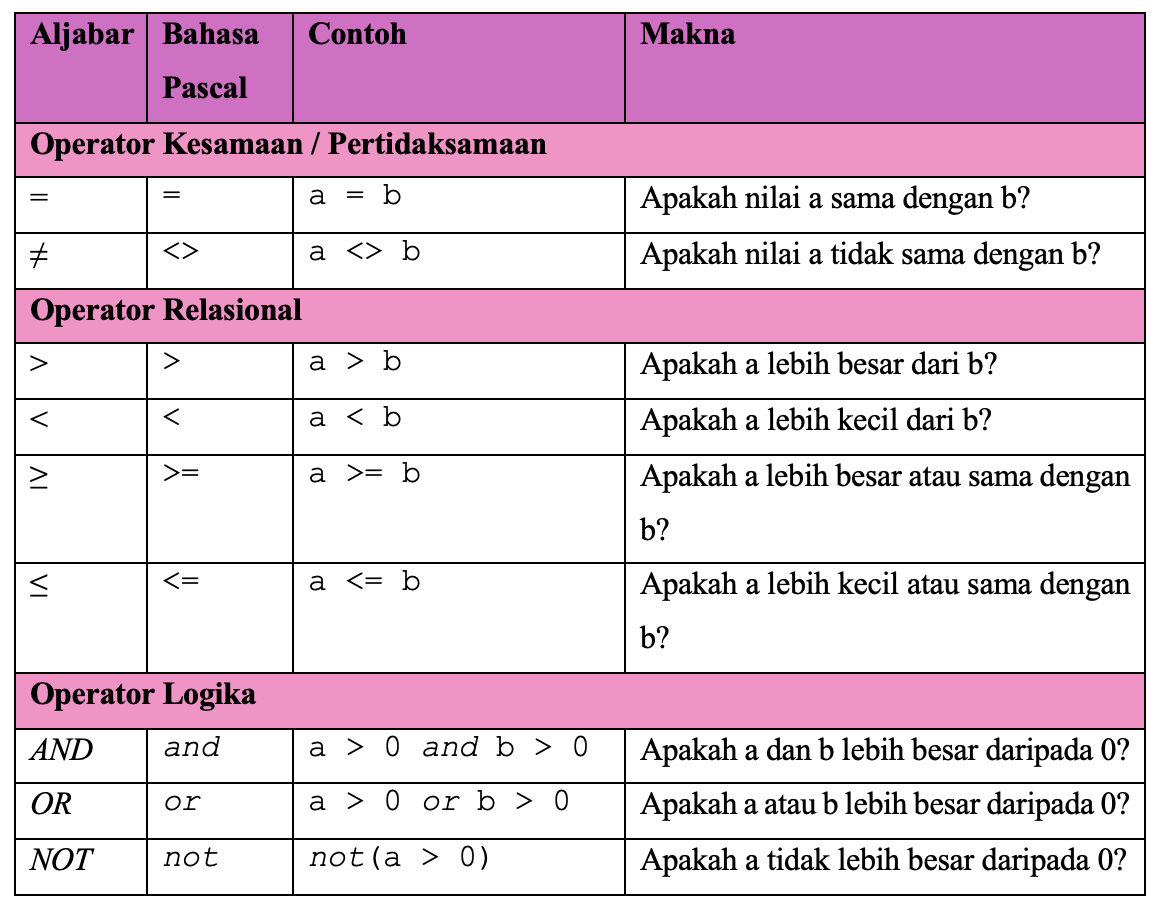 Aljabar Bahasa Pascal Contoh Makna
Operator Kesamaan / Pertidaksamaan
= = a = b Apakah nilai a sama dengan b?
≠ <> a <> b Apakah nilai a tidak sama dengan b?
Operator Relasional
> > a > b Apakah a lebih besar dari b?
< < a < b Apakah a lebih kecil dari b?
≥ >= a >= b Apakah a lebih besar atau sama dengan
b?
≤ <= a <= b Apakah a lebih kecil atau sama dengan
b?
Operator Logika
AND and a > 0 and b > 0 Apakah a dan b lebih besar daripada 0?
OR or a > 0 or b > 0 Apakah a atau b lebih besar daripada 0?
NOT not not(a > 0) Apakah a tidak lebih besar daripada 0?